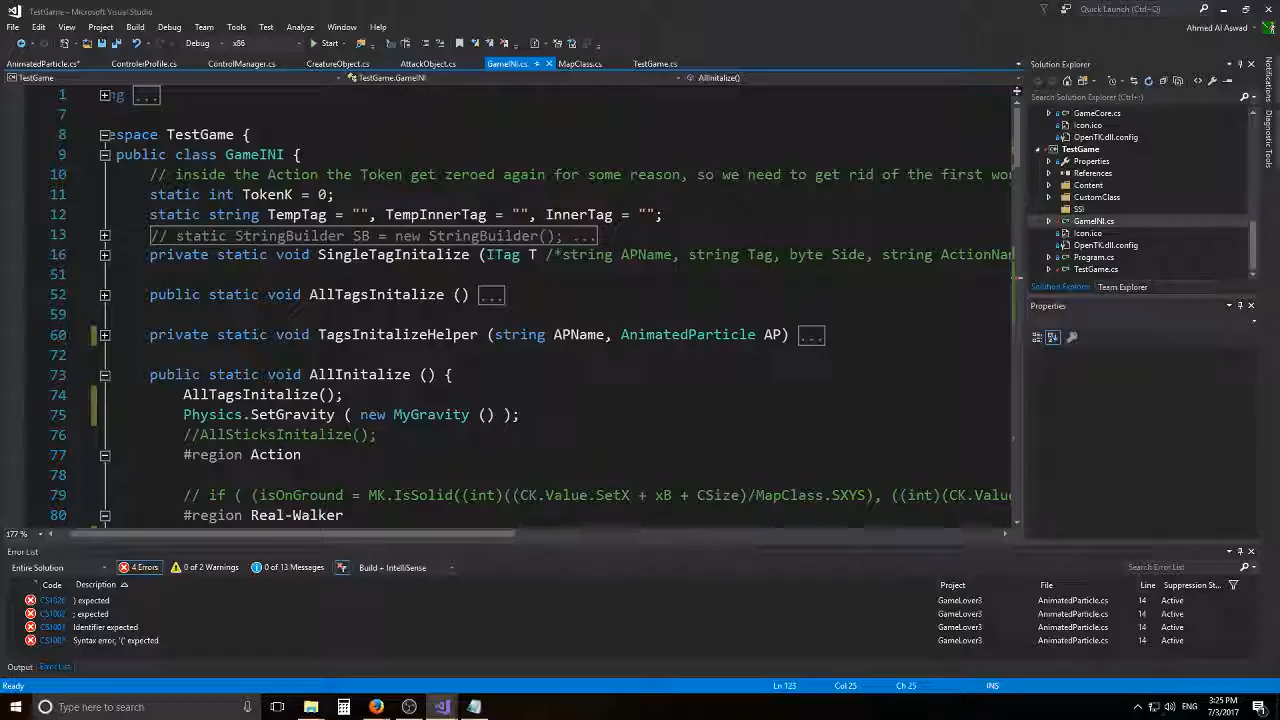 TestGame - Microsoft Visual Studio
Quick Launch (Ctrl+Q)
File Edit View Project Build Debug Team Tools Test Analyze Window Help
Ahmed Al Aswad
Debug x86 Start
AnimatedParticle.cs* ControlerProfile.cs ControlManager.cs CreatureObject.cs AttackObject.cs GameINI.cs MapClass.cs TestGame.cs
TestGame TestGame.GameINI AllInitalize()
1 ng ...
7
8 espace TestGame {
9 public class GameINI {
10 // inside the Action the Token get zeroed again for some reason, so we need to get rid of the first wo
11 static int TokenK = 0;
12 static string TempTag = "", TempInnerTag = "", InnerTag = "";
13 // static StringBuilder SB = new StringBuilder(); ...
16 private static void SingleTagInitalize (ITag T /*string APName, string Tag, byte Side, string ActionNam
51
52 public static void AllTagsInitalize () ...
59
60 private static void TagsInitalizeHelper (string APName, AnimatedParticle AP) ...
72
73 public static void AllInitalize () {
74 AllTagsInitalize();
75 Physics.SetGravity ( new MyGravity () );
76 //AllSticksInitalize();
77 #region Action
78
79 // if ( (isOnGround = MK.IsSolid((int)((CK.Value.SetX + xB + CSize)/MapClass.SXYS), ((int)(CK.Valu
80 #region Real-Walker
177 %
Solution Explorer
Search Solution Explorer (Ctrl+;)
GameCore.cs
Icon.ico
OpenTK.dll.config
TestGame
Properties
References
Content
CustomClass
SSI
GameINI.cs
Icon.ico
OpenTK.dll.config
Program.cs
TestGame.cs
Solution Explorer Team Explorer
Properties
Notifications
Diagnostic Tools
Error List
Entire Solution 4 Errors 0 of 2 Warnings 0 of 13 Messages Build + IntelliSense
Search Error List
Code Description Project File Line Suppression St...
CS1026 ) expected GameLover3 AnimatedParticle.cs 14 Active
CS1002 ; expected GameLover3 AnimatedParticle.cs 14 Active
CS1001 Identifier expected GameLover3 AnimatedParticle.cs 14 Active
CS1003 Syntax error, '(' expected GameLover3 AnimatedParticle.cs 14 Active
Output Error List
Ready Ln 123 Col 25 Ch 25 INS
Type here to search
ENG
3:25 PM
7/3/2017